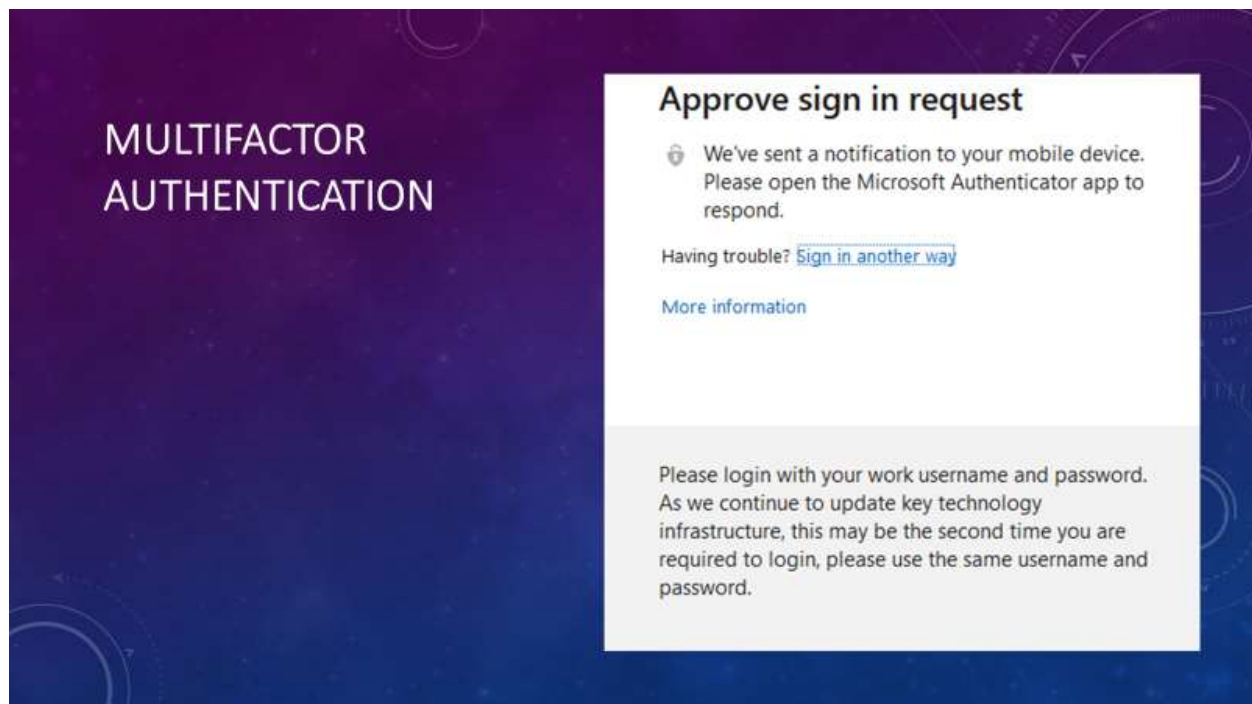 MULTIFACTOR
AUTHENTICATION
Approve sign in request
We've sent a notification to your mobile device.
Please open the Microsoft Authenticator app to
respond.
Having trouble? Sign in another way
More information
Please login with your work username and password.
As we continue to update key technology
infrastructure, this may be the second time you are
required to login, please use the same username and
password.